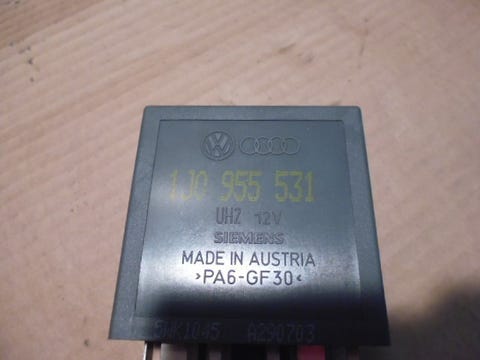 1J0 955 531
UHZ 12V
SIEMENS
MADE IN AUSTRIA
>PA6-GF30<
5WK1045 A290703